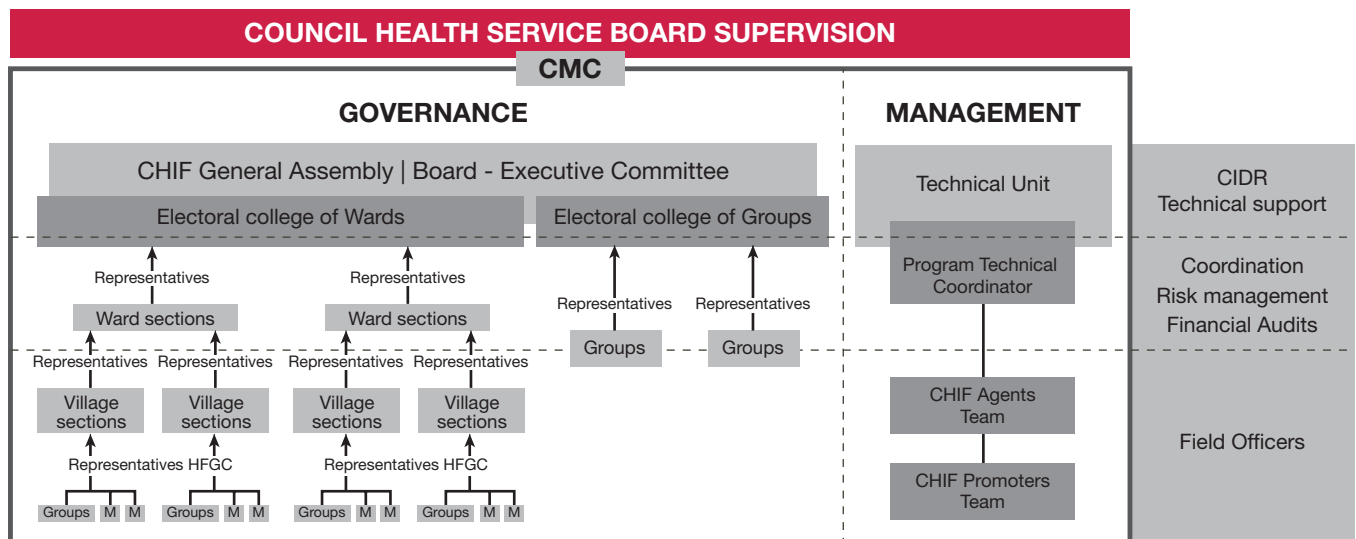 COUNCIL HEALTH SERVICE BOARD SUPERVISION
CMC
GOVERNANCE
MANAGEMENT
CHIF General Assembly | Board - Executive Committee
Technical Unit
CIDR
Technical support
Electoral college of Wards
Electoral college of Groups
Representatives
Representatives
Program Technical
Coordinator
Coordination
Risk management
Financial Audits
Representatives
Representatives
Ward sections
Ward sections
Groups
Groups
Representatives
Representatives
Representatives
Representatives
Village
sections
Village
sections
Village
sections
Village
sections
CHIF Agents
Team
Field Officers
Representatives HFGC
Representatives HFGC
CHIF Promoters
Team
Groups M M
Groups M M
Groups M M
Groups M M